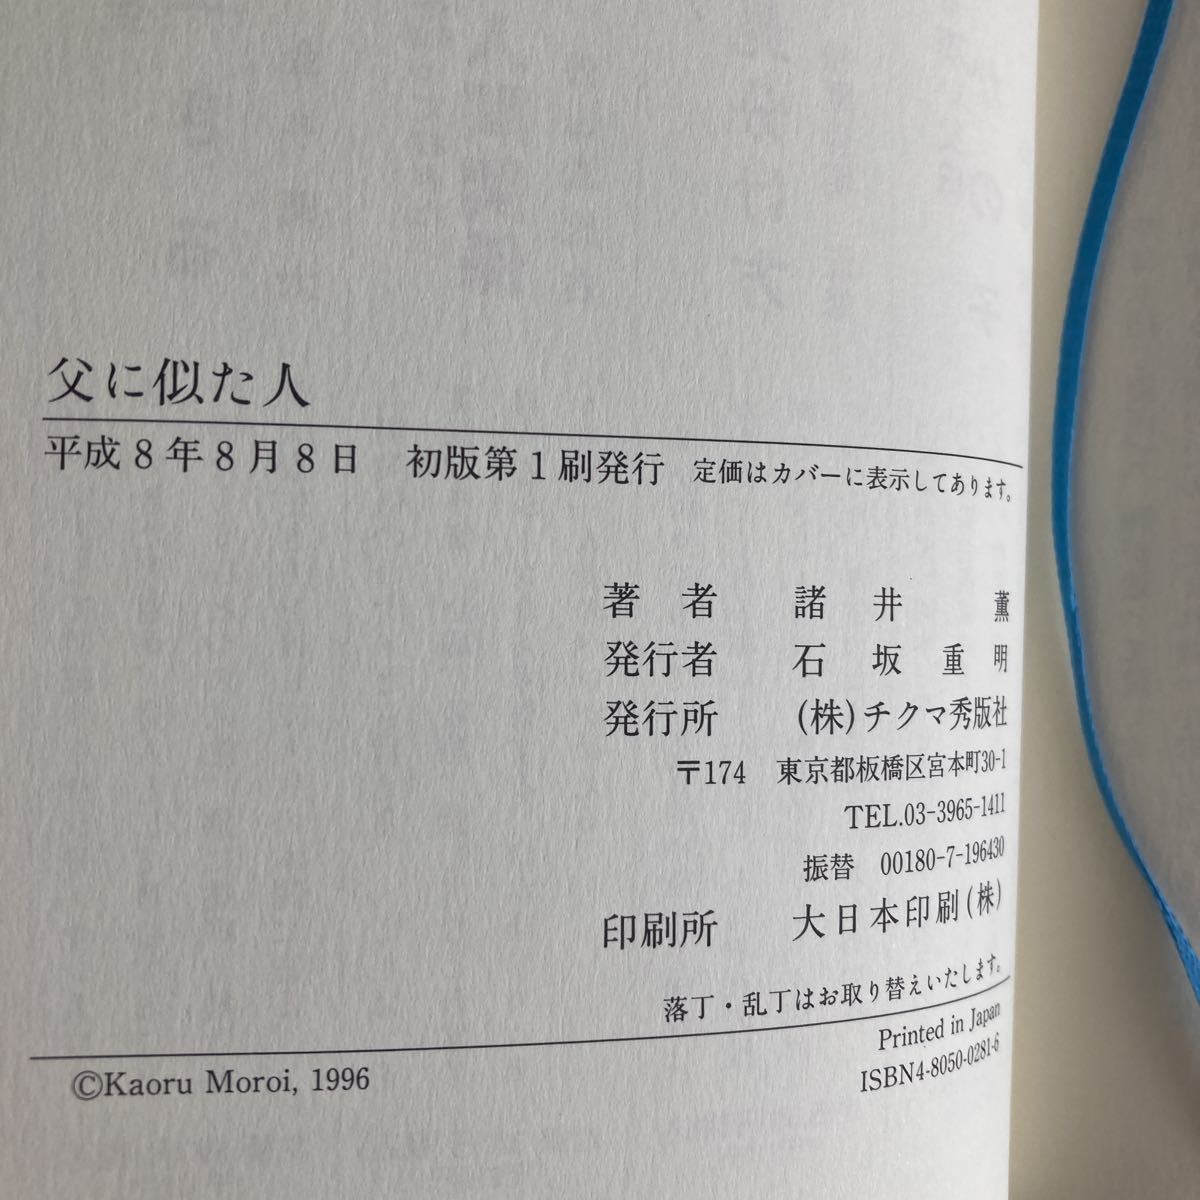 父に似た人
平成8年8月8日　初版第1刷発行　定価はカバーに表示してあります。
著　者　諸　井　薫
発行者　石　坂　重　明
発行所　(株)チクマ秀版社
〒174　東京都板橋区宮本町30-1
TEL.03-3965-1411
振替　00180-7-196430
印刷所　大日本印刷(株)
落丁・乱丁はお取り替えいたします。
Printed in Japan
©Kaoru Moroi, 1996　ISBN4-8050-0281-6